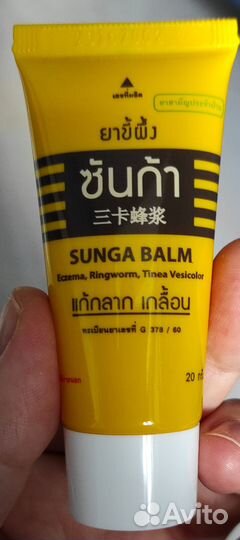 เลขที่ผลิต
ยาสามัญประจำบ้าน
ยาขี้ผึ้ง
ซันก้า
三卡蜂浆
SUNGA BALM
Eczema, Ringworm, Tinea Vesicolor
แก้กลาก เกลื้อน
ทะเบียนยาเลขที่ G 378 / 60
20
Avito